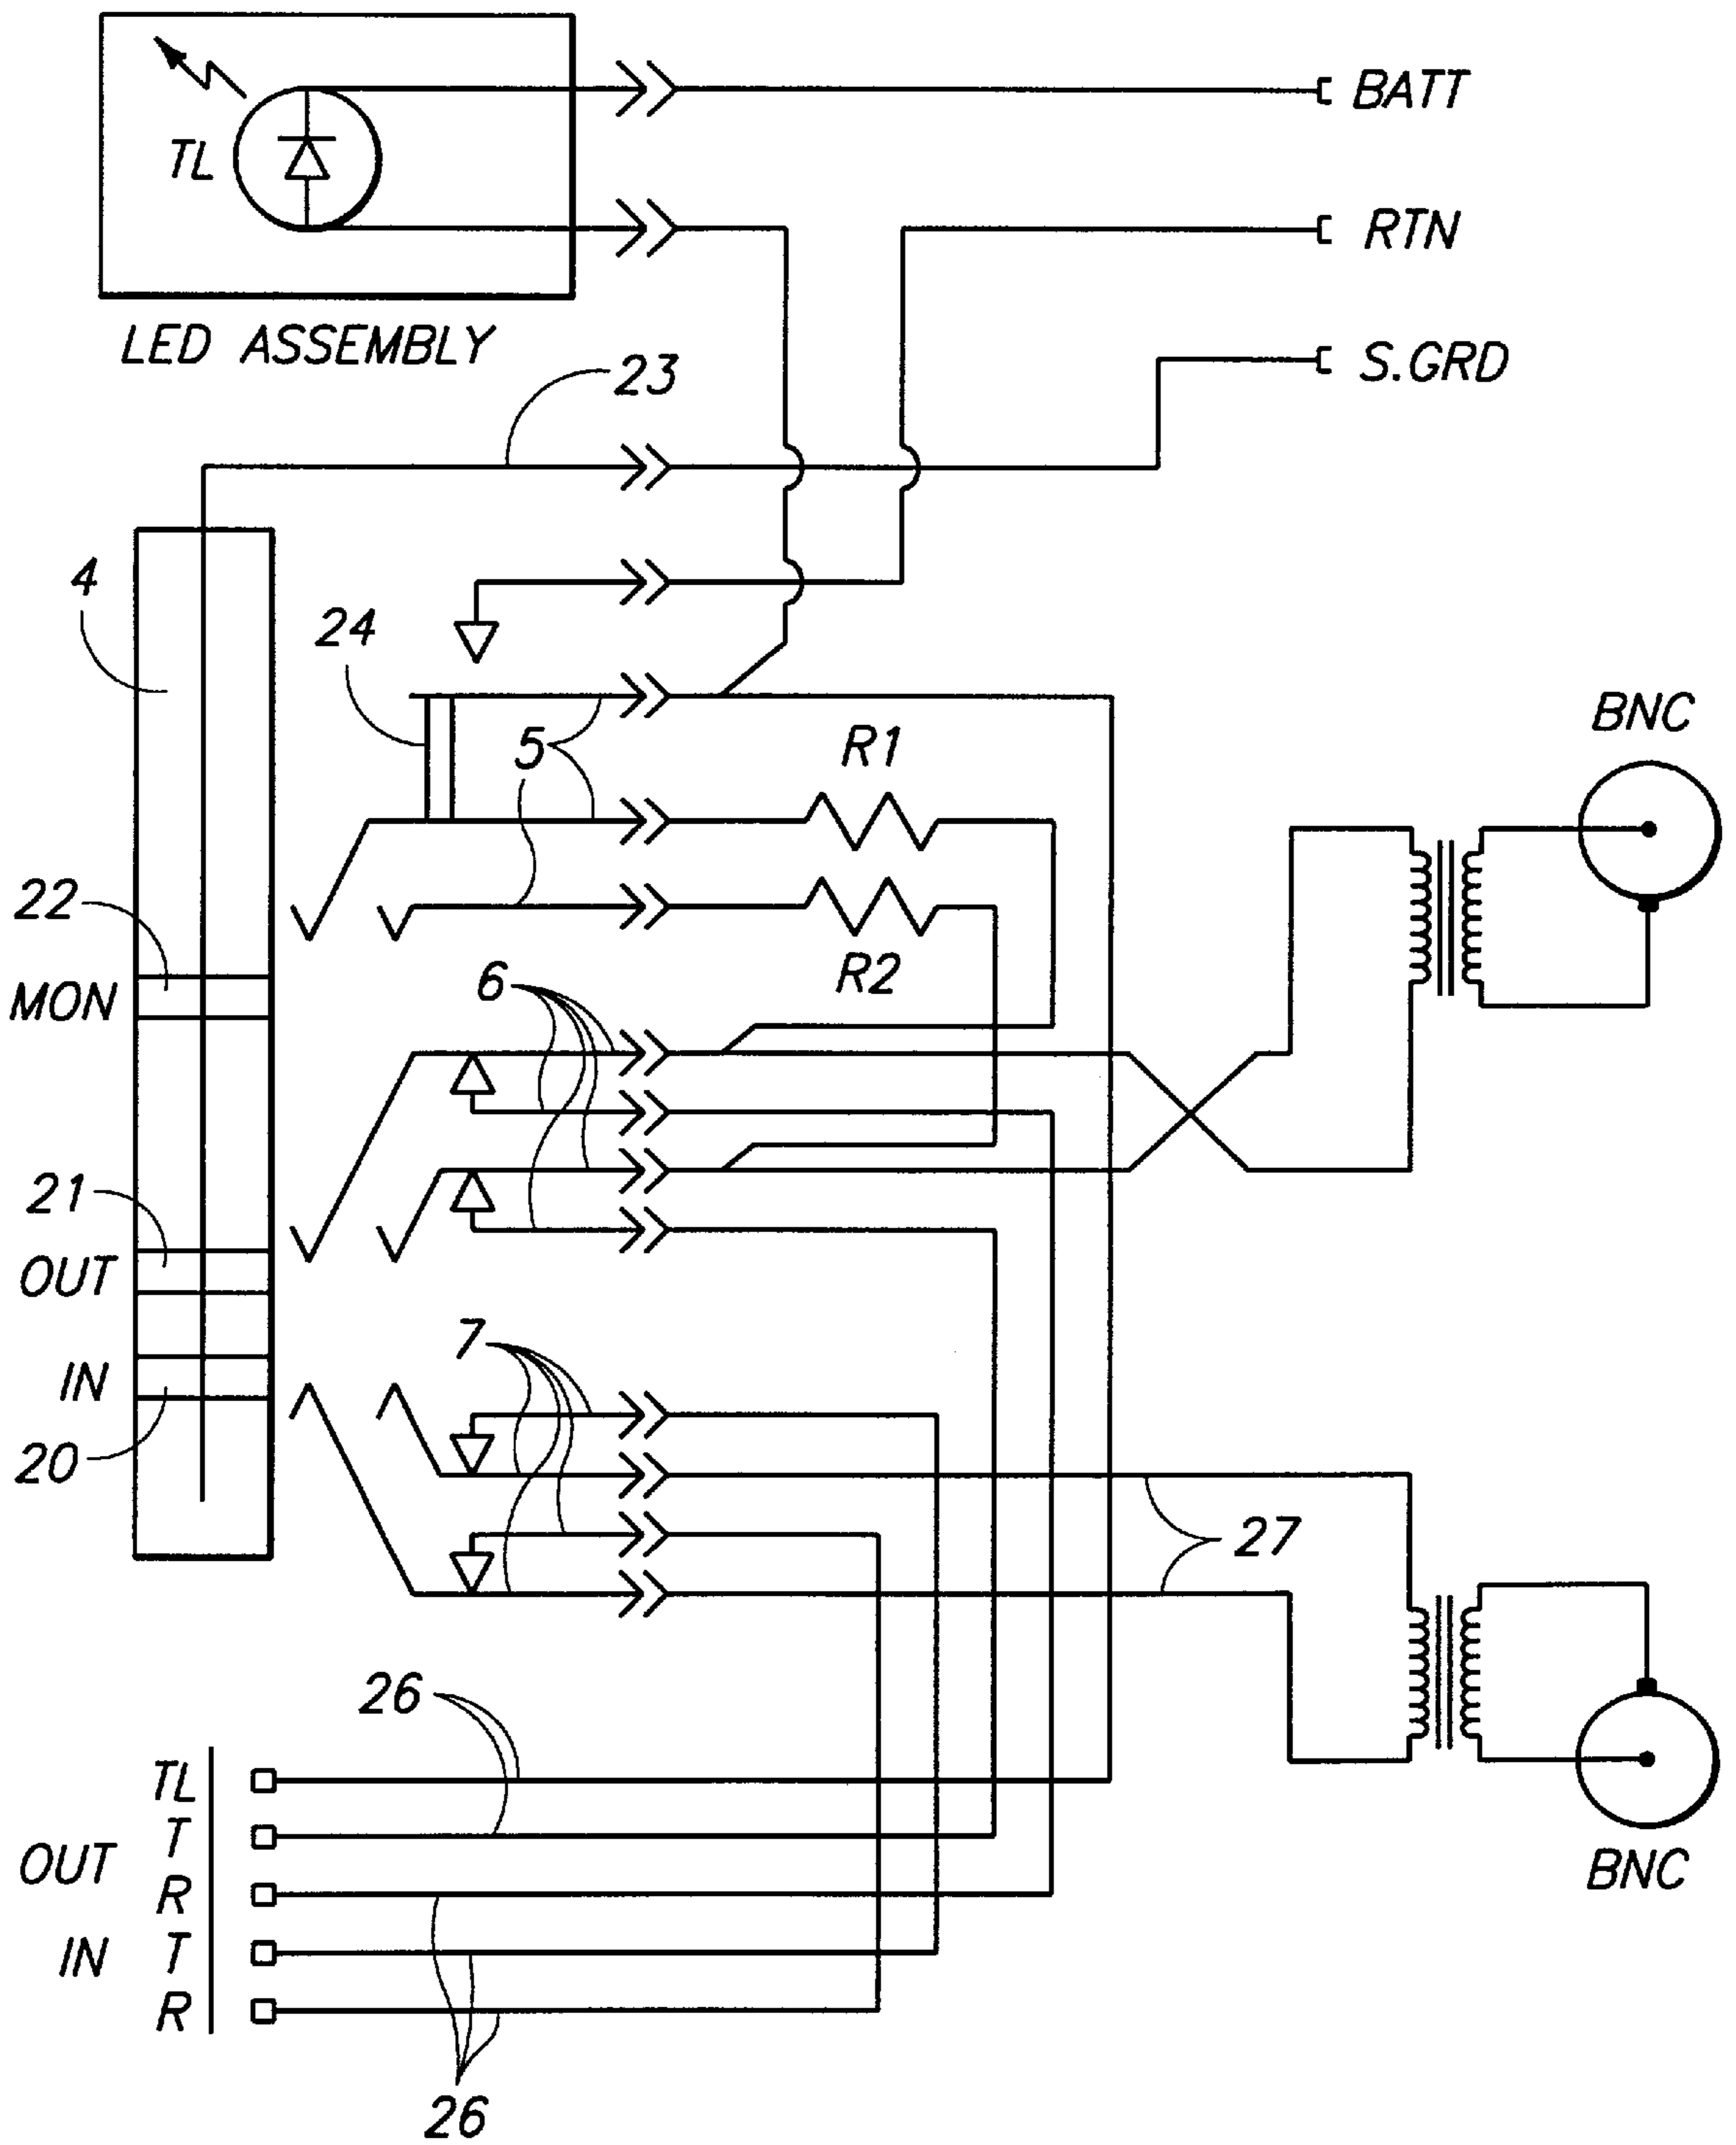 BATT
TL
RTN
LED ASSEMBLY
S.GRD
23
4
24
BNC
5
R1
22
R2
MON
6
21
OUT
7
IN
20
27
26
TL
T
OUT
R
BNC
IN T
R
26